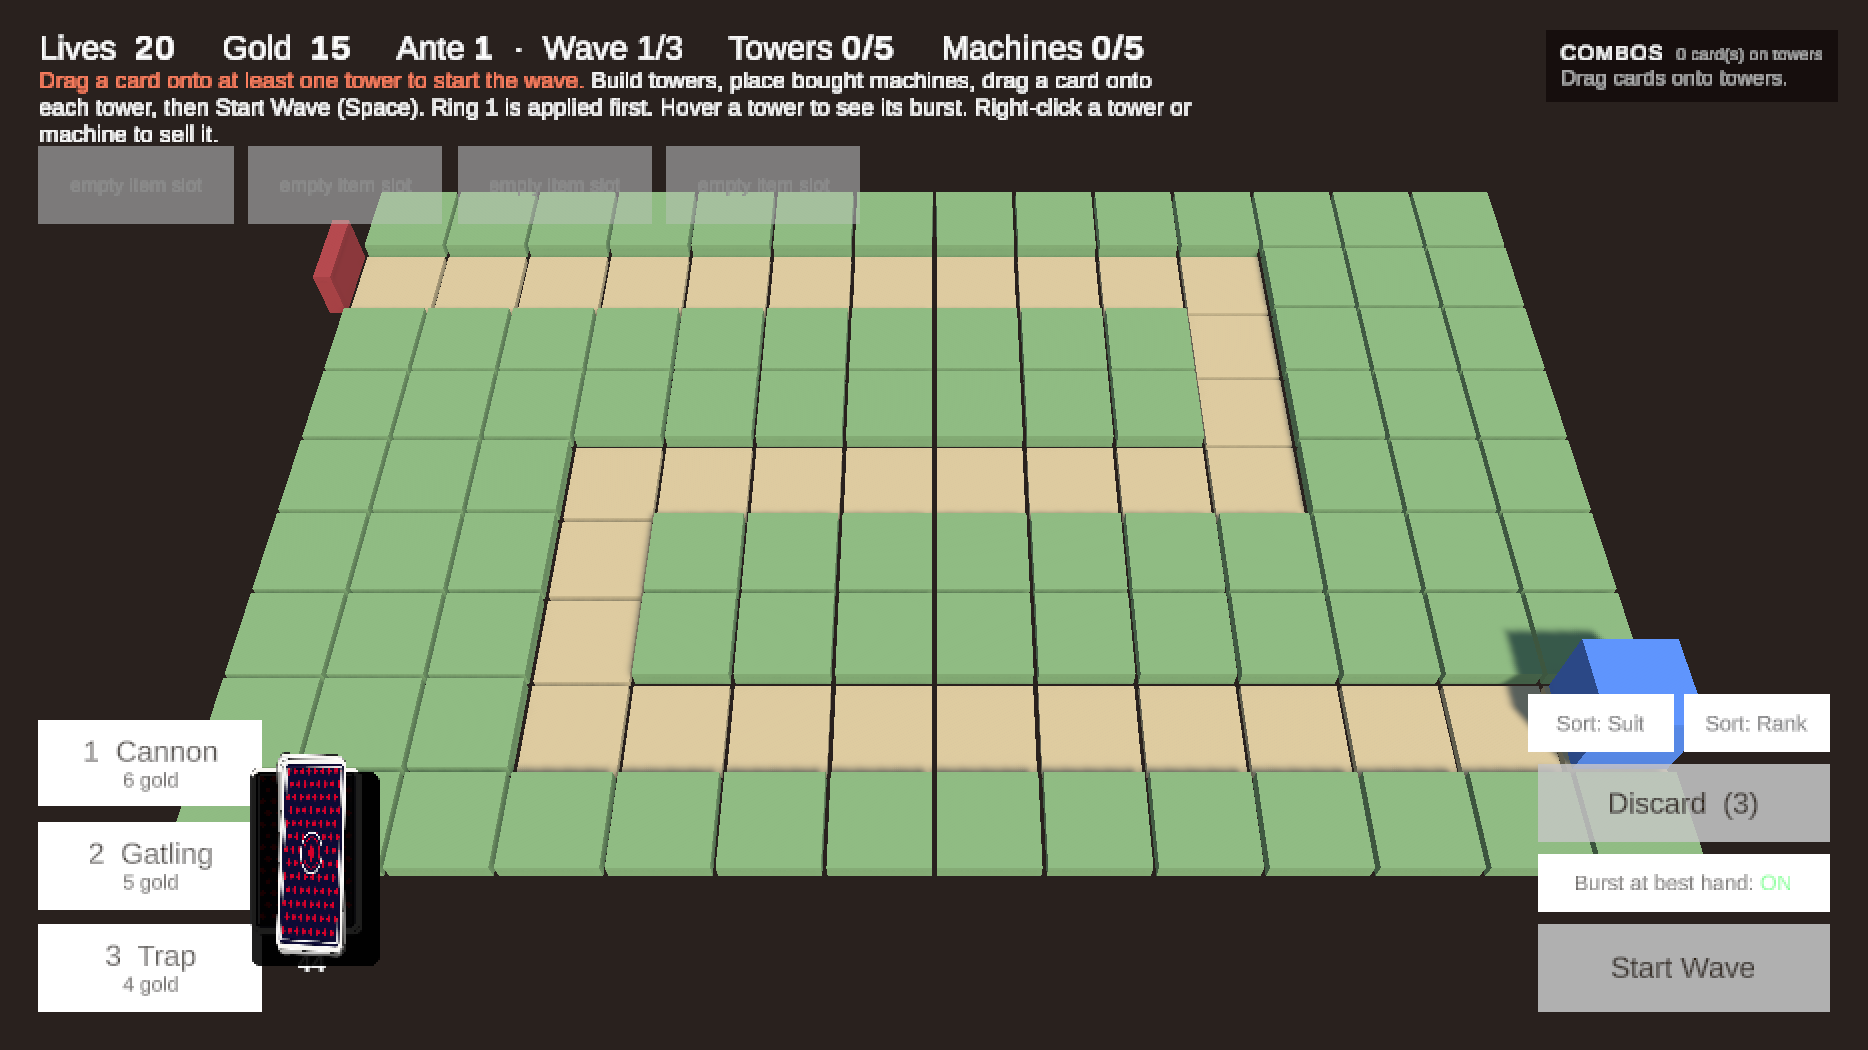 Lives 20 Gold 15 Ante 1 · Wave 1/3 Towers 0/5 Machines 0/5
Drag a card onto at least one tower to start the wave. Build towers, place bought machines, drag a card onto
each tower, then Start Wave (Space). Ring 1 is applied first. Hover a tower to see its burst. Right-click a tower or
machine to sell it.
COMBOS 0 card(s) on towers
Drag cards onto towers.
empty item slot empty item slot empty item slot empty item slot
1 Cannon
6 gold
2 Gatling
5 gold
3 Trap
4 gold
44
Sort: Suit Sort: Rank
Discard (3)
Burst at best hand: ON
Start Wave